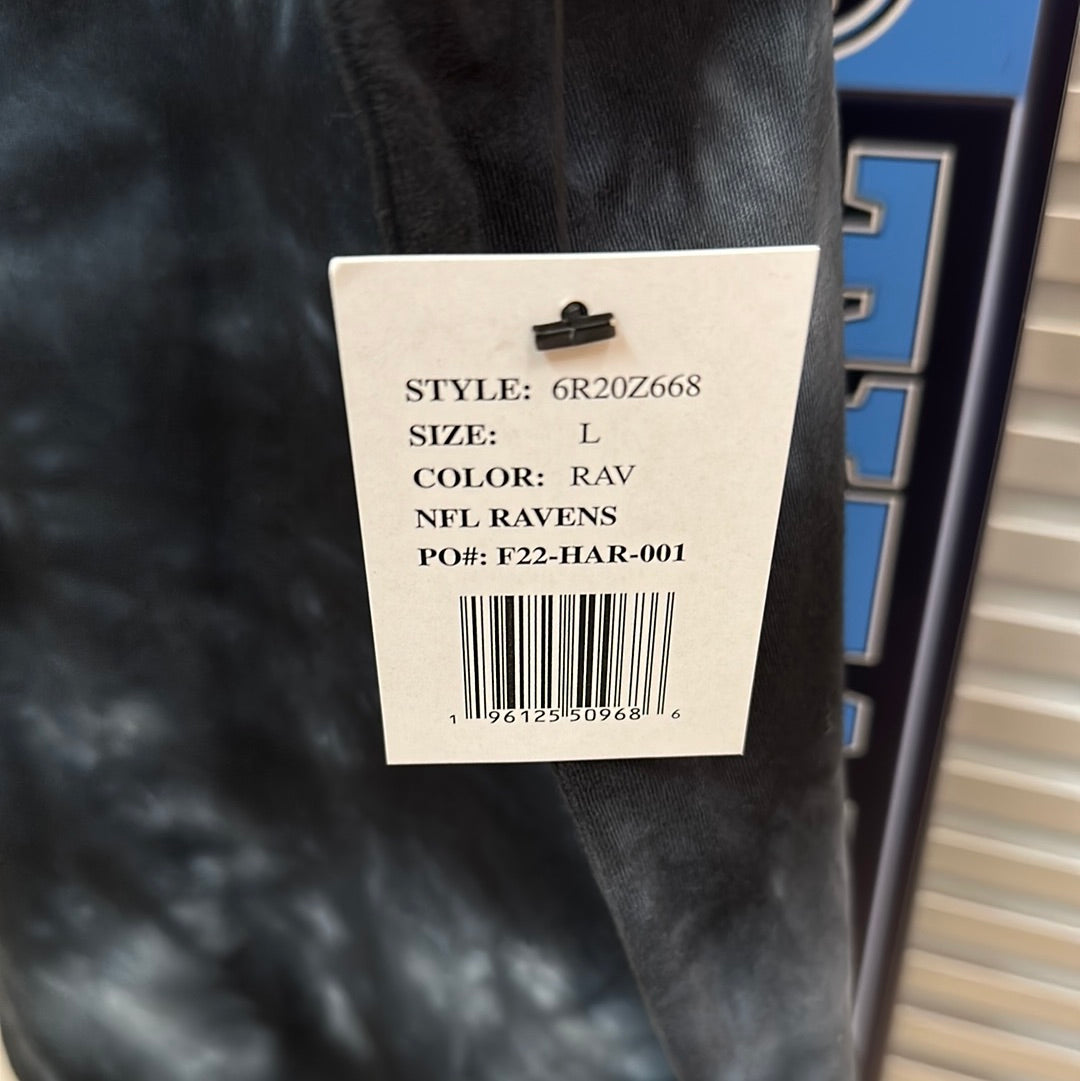 STYLE: 6R20Z668
SIZE: L
COLOR: RAV
NFL RAVENS
PO#: F22-HAR-001
1 96125 50968 6